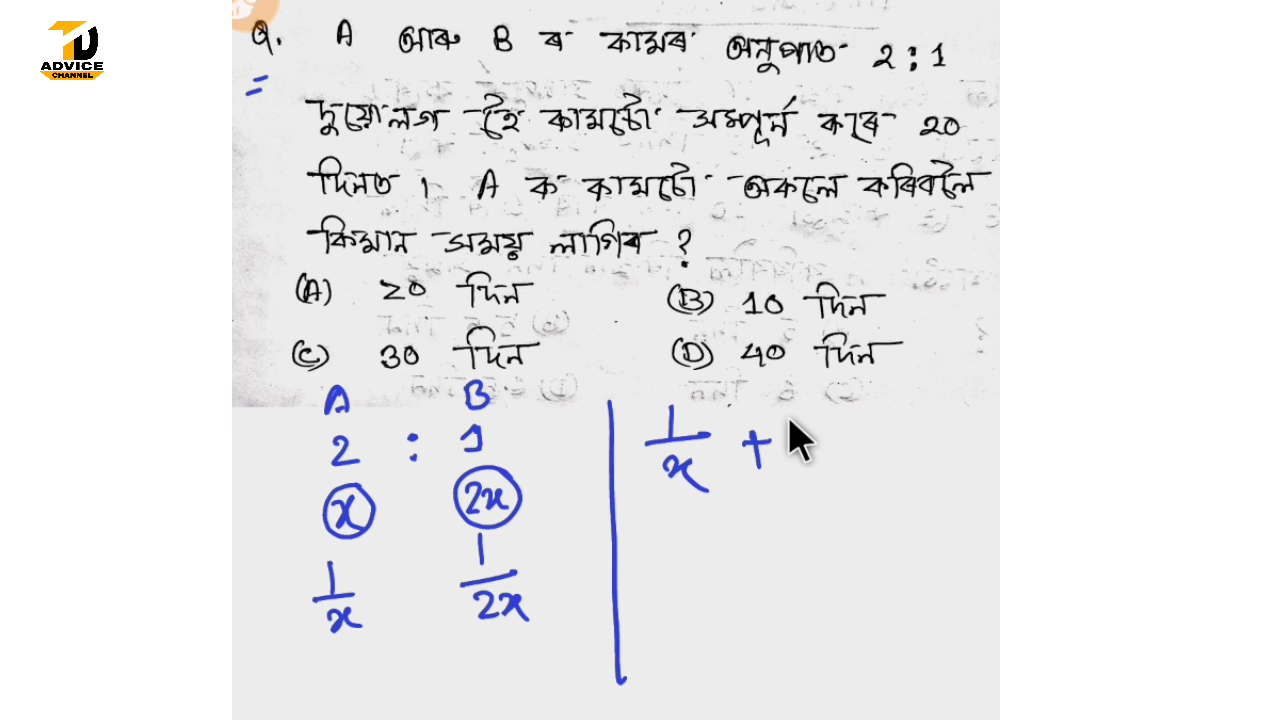 TD
ADVICE
CHANNEL
Q. A আৰু B ৰ কামৰ অনুপাত 2 : 1
দুয়োলগ হৈ কামটো সম্পূৰ্ন কৰে 20
দিনত । A ক কামটো অকলে কৰিবলৈ
কিমান সময় লাগিব ?
(A) 20 দিন (B) 10 দিন
(C) 30 দিন (D) 40 দিন
A B
2 : 1
x 2x
1/x 1/2x
1/x +